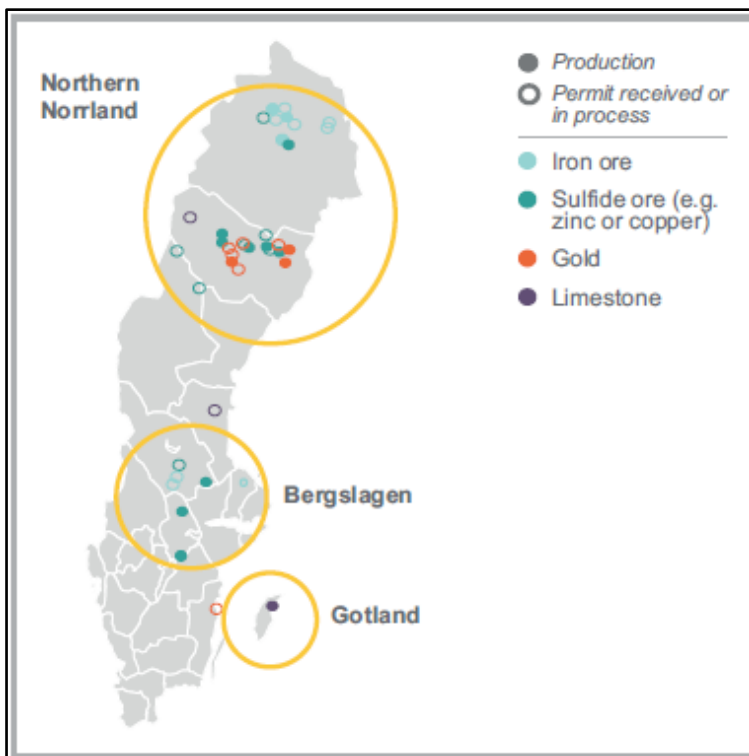 Northern
Norrland
Production
Permit received or
in process
Iron ore
Sulfide ore (e.g.
zinc or copper)
Gold
Limestone
Bergslagen
Gotland